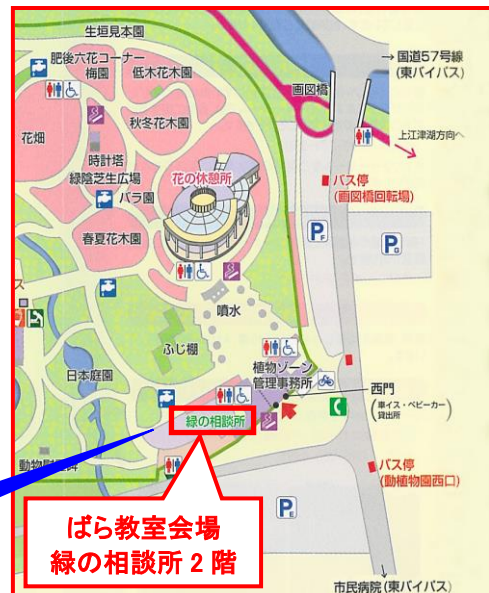 生垣見本園
肥後六花コーナー
梅園
低木花木園
→ 国道57号線
(東バイパス)
画図橋
上江津湖方向へ
花畑
秋冬花木園
時計塔
緑陰芝生広場
バラ園
花の休憩所
バス停
(画図橋回転場)
P F
P G
春夏花木園
ス
噴水
ふじ棚
植物ゾーン
管理事務所
日本庭園
西門
(車イス・ベビーカー
貸出所)
緑の相談所
バス停
(動植物園西口)
P E
ばら教室会場
緑の相談所 2 階
市民病院(東バイパス)